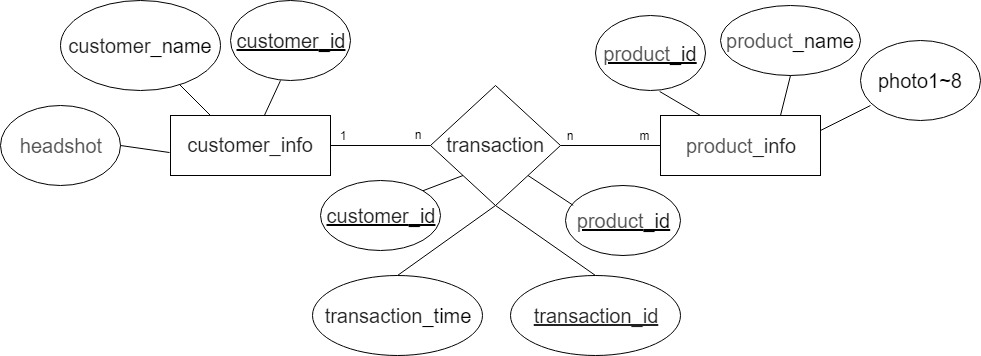 customer_name
customer_id
product_id
product_name
photo1~8
headshot
customer_info
1
n
transaction
n
m
product_info
customer_id
product_id
transaction_time
transaction_id